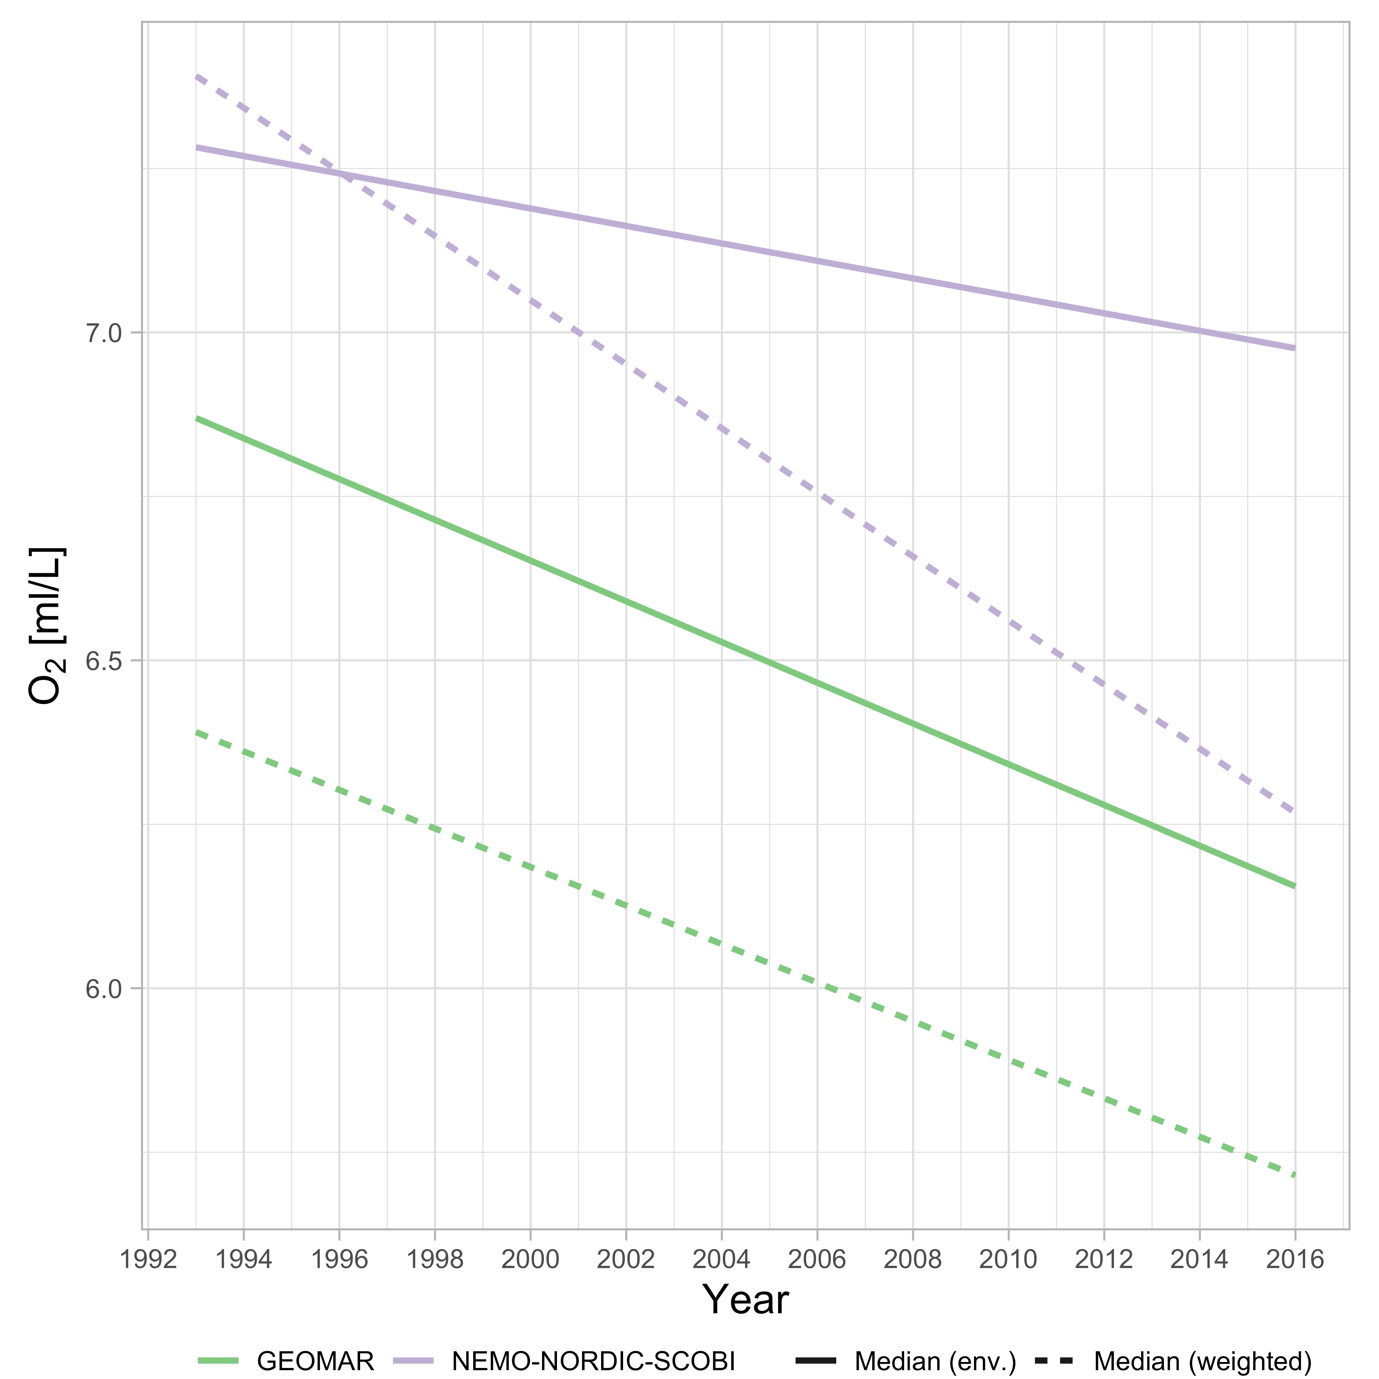 O₂ [ml/L]
7.0
6.5
6.0
1992 1994 1996 1998 2000 2002 2004 2006 2008 2010 2012 2014 2016
Year
GEOMAR NEMO-NORDIC-SCOBI Median (env.) Median (weighted)